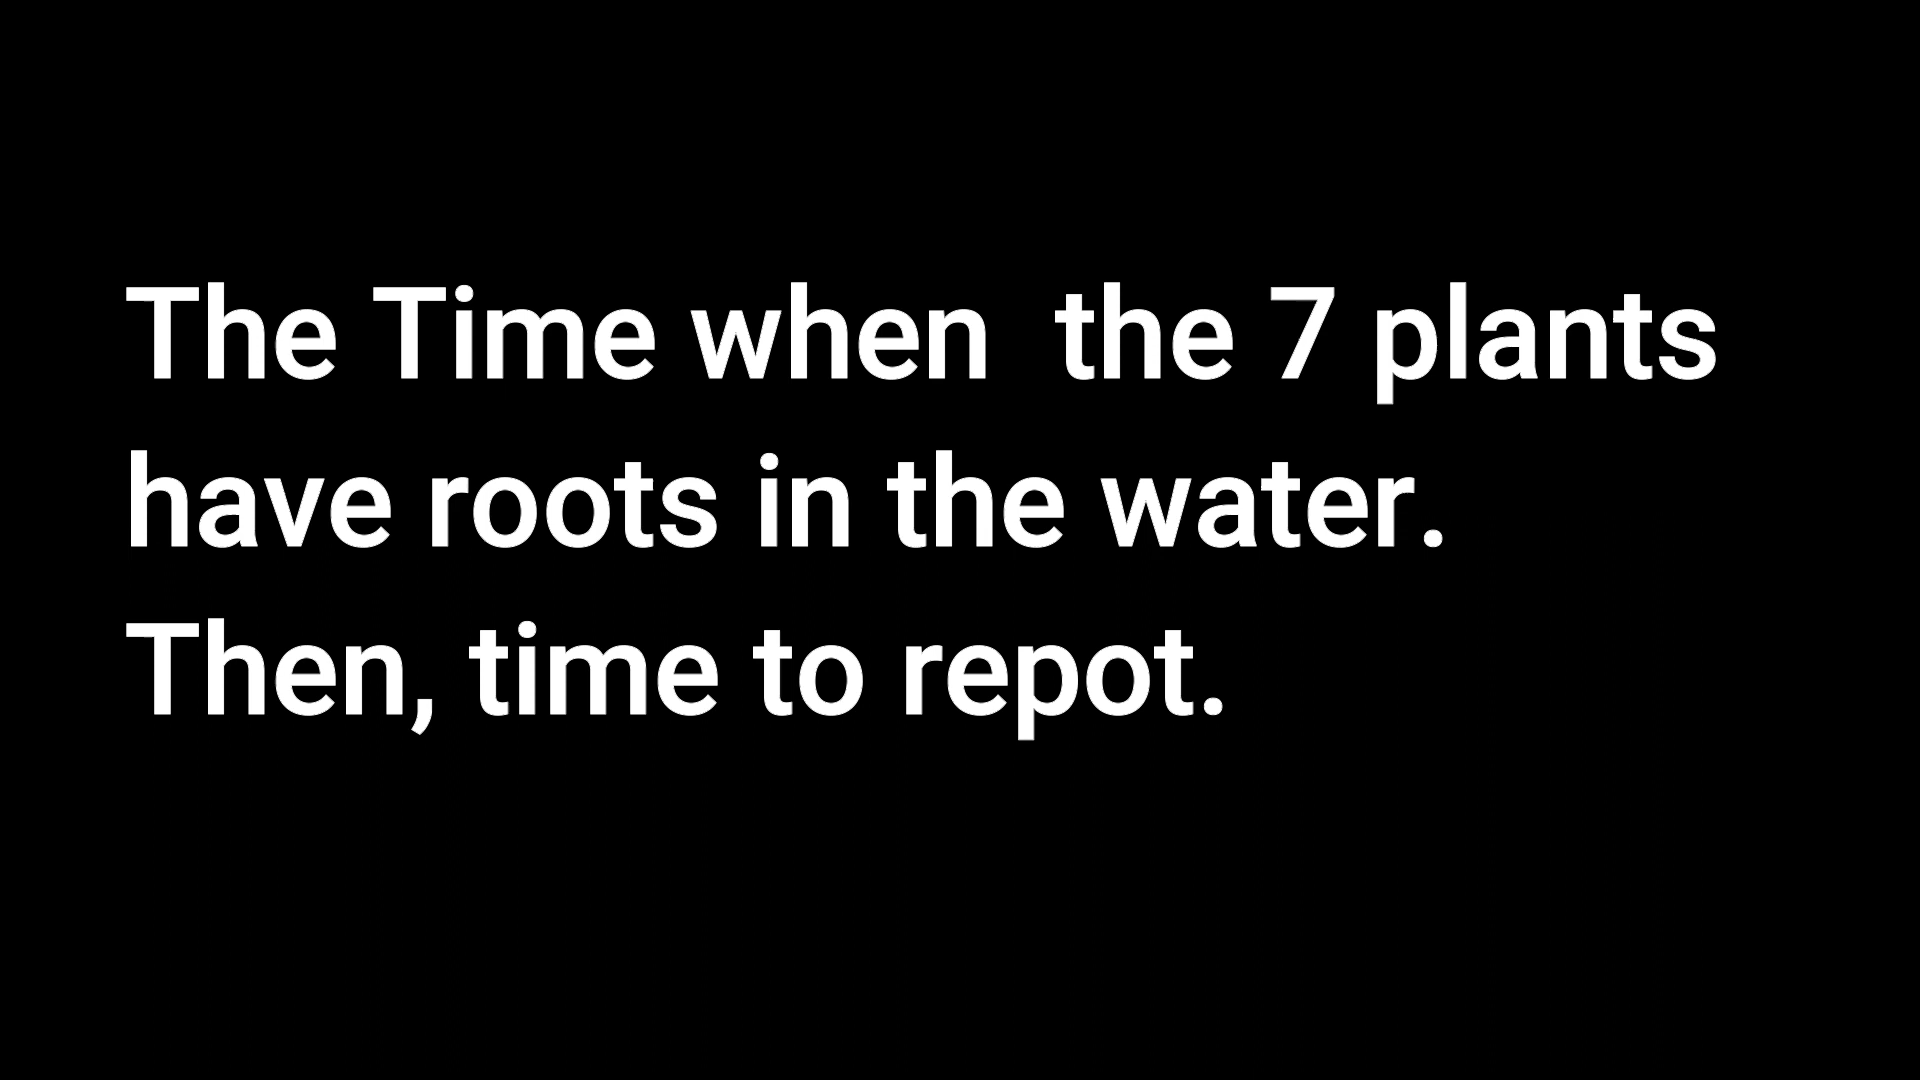 The Time when  the 7 plants
have roots in the water.
Then, time to repot.